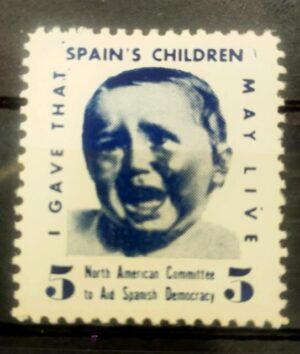 I GAVE THAT
SPAIN'S CHILDREN
MAY LIVE
5 North American Committee 5
to Aid Spanish Democracy